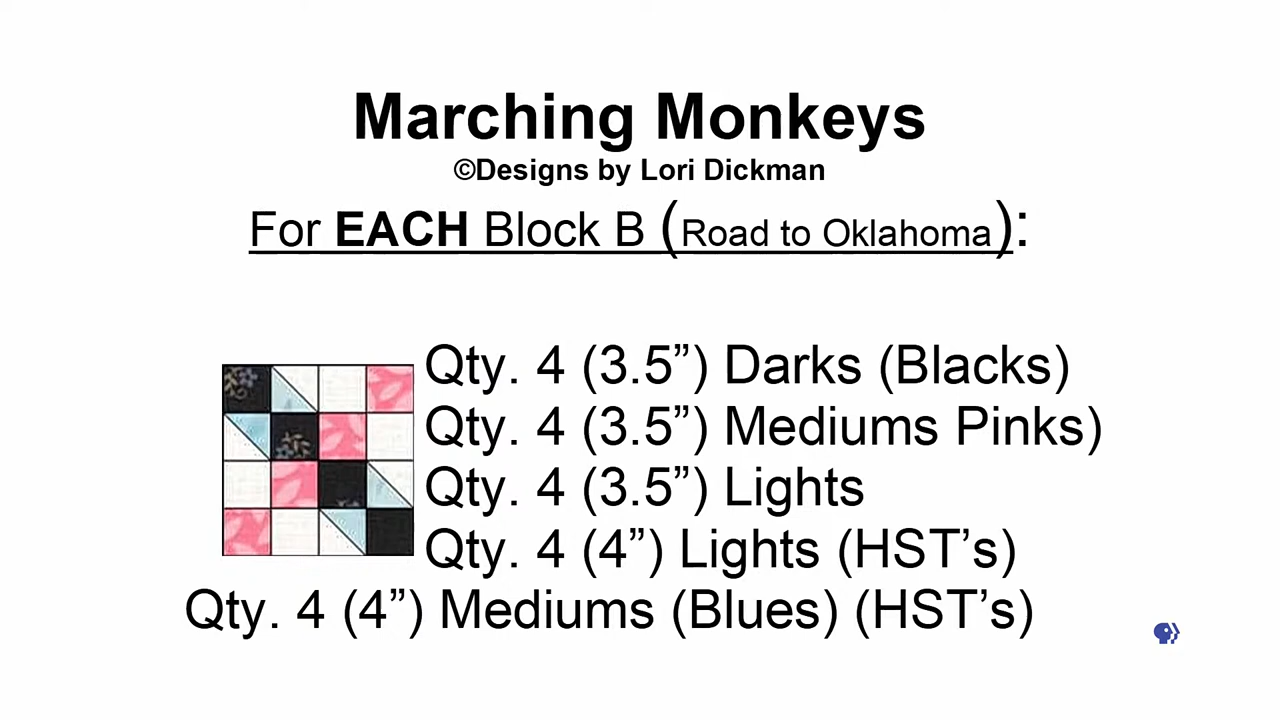 Marching Monkeys
©Designs by Lori Dickman
For EACH Block B (Road to Oklahoma):
Qty. 4 (3.5”) Darks (Blacks)
Qty. 4 (3.5”) Mediums Pinks)
Qty. 4 (3.5”) Lights
Qty. 4 (4”) Lights (HST’s)
Qty. 4 (4”) Mediums (Blues) (HST’s)